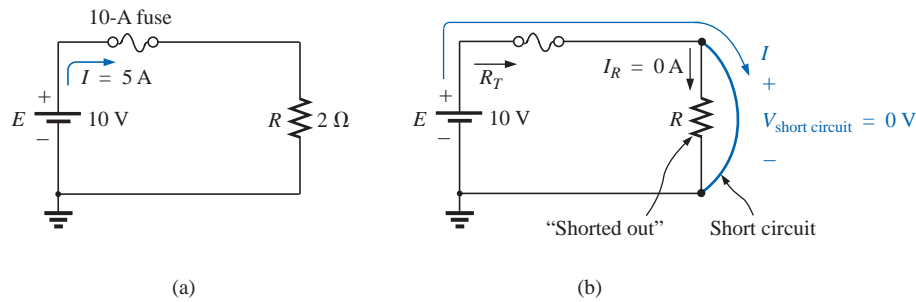 10-A fuse
I = 5 A
+
E
10 V
−
R
2 Ω
(a)
R_T
I_R = 0 A
I
+
E
10 V
−
R
+
V_short circuit = 0 V
−
“Shorted out”
Short circuit
(b)